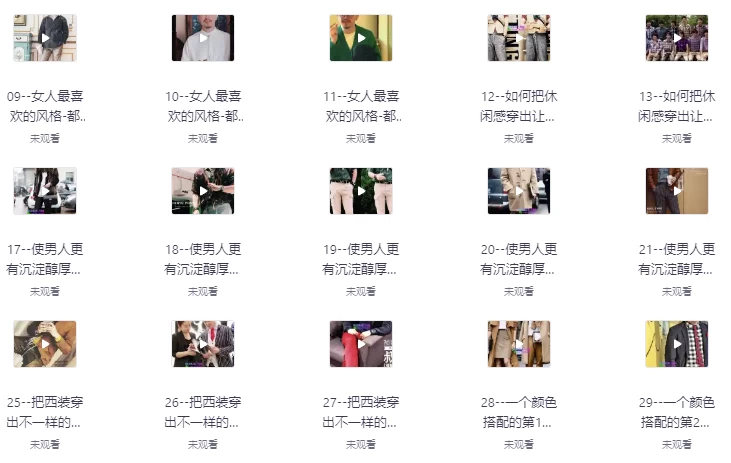 09--女人最喜
欢的风格-都..
未观看
10--女人最喜
欢的风格-都..
未观看
11--女人最喜
欢的风格-都..
未观看
12--如何把休
闲感穿出让...
未观看
13--如何把休
闲感穿出让...
未观看
17--使男人更
有沉淀醇厚...
未观看
18--使男人更
有沉淀醇厚...
未观看
19--使男人更
有沉淀醇厚...
未观看
20--使男人更
有沉淀醇厚...
未观看
21--使男人更
有沉淀醇厚...
未观看
25--把西装穿
出不一样的...
未观看
26--把西装穿
出不一样的...
未观看
27--把西装穿
出不一样的...
未观看
28--一个颜色
搭配的第1...
未观看
29--一个颜色
搭配的第2...
未观看